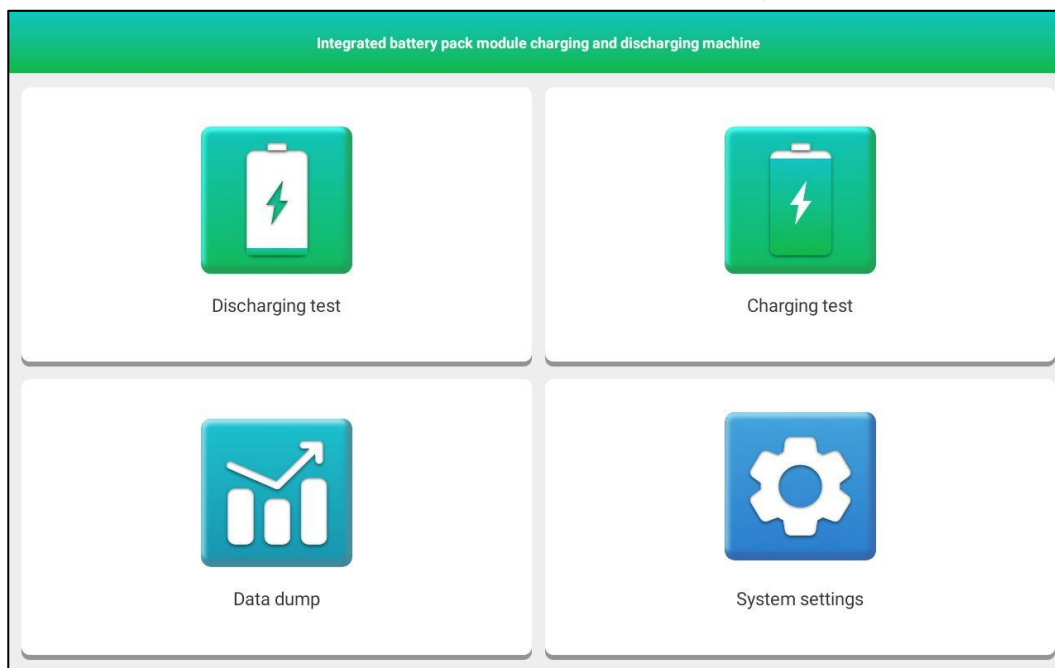 Integrated battery pack module charging and discharging machine
Discharging test
Charging test
Data dump
System settings